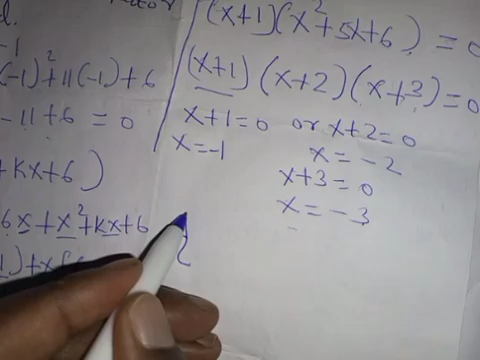 d.
-1
(-1)² + 11(-1) + 6
- 11 + 6 = 0
+ Kx + 6 )
6x + x² + Kx + 6
(x+1)(x² + 5x + 6 ) = 0
(x+1) (x+2) (x+3) = 0
x+1=0 or x+2=0
x=-1
x = -2
x+3 = 0
x = -3